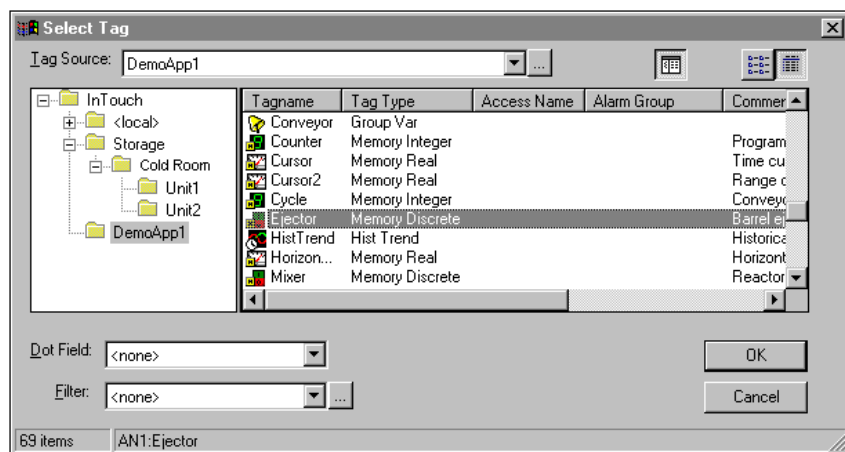 Select Tag
Tag Source: DemoApp1 ...
InTouch
<local>
Storage
Cold Room
Unit1
Unit2
DemoApp1
Tagname Tag Type Access Name Alarm Group Commer
Conveyor Group Var
Counter Memory Integer Program
Cursor Memory Real Time cu
Cursor2 Memory Real Range c
Cycle Memory Integer Conveyo
Ejector Memory Discrete Barrel ej
HistTrend Hist Trend Historica
Horizon... Memory Real Horizont
Mixer Memory Discrete Reactor
Dot Field: <none> OK
Filter: <none> ... Cancel
69 items AN1:Ejector